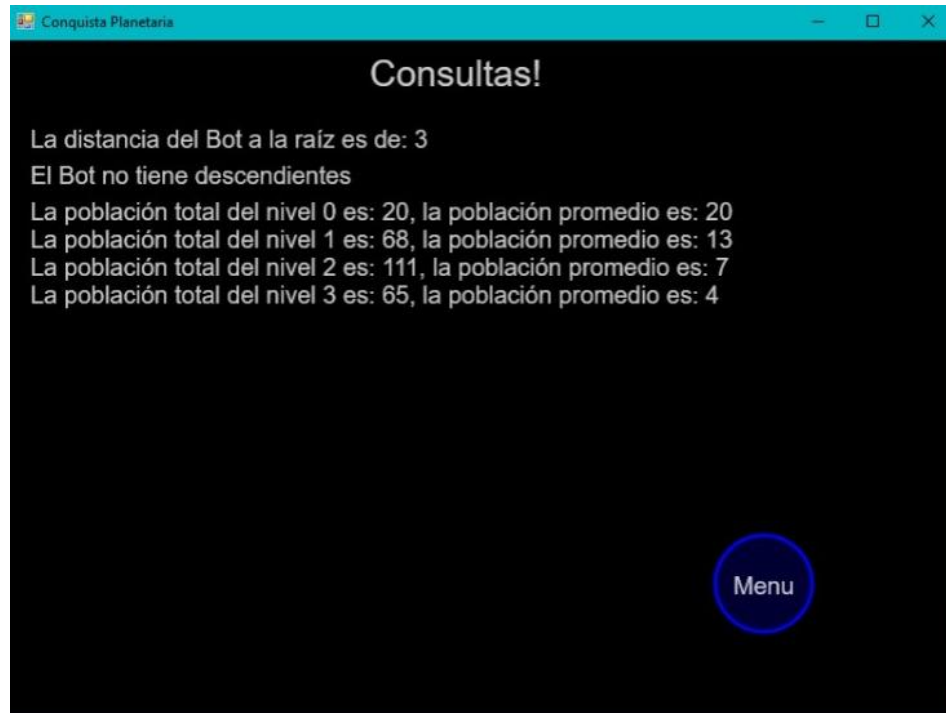 Conquista Planetaria
Consultas!
La distancia del Bot a la raíz es de: 3
El Bot no tiene descendientes
La población total del nivel 0 es: 20, la población promedio es: 20
La población total del nivel 1 es: 68, la población promedio es: 13
La población total del nivel 2 es: 111, la población promedio es: 7
La población total del nivel 3 es: 65, la población promedio es: 4
Menu